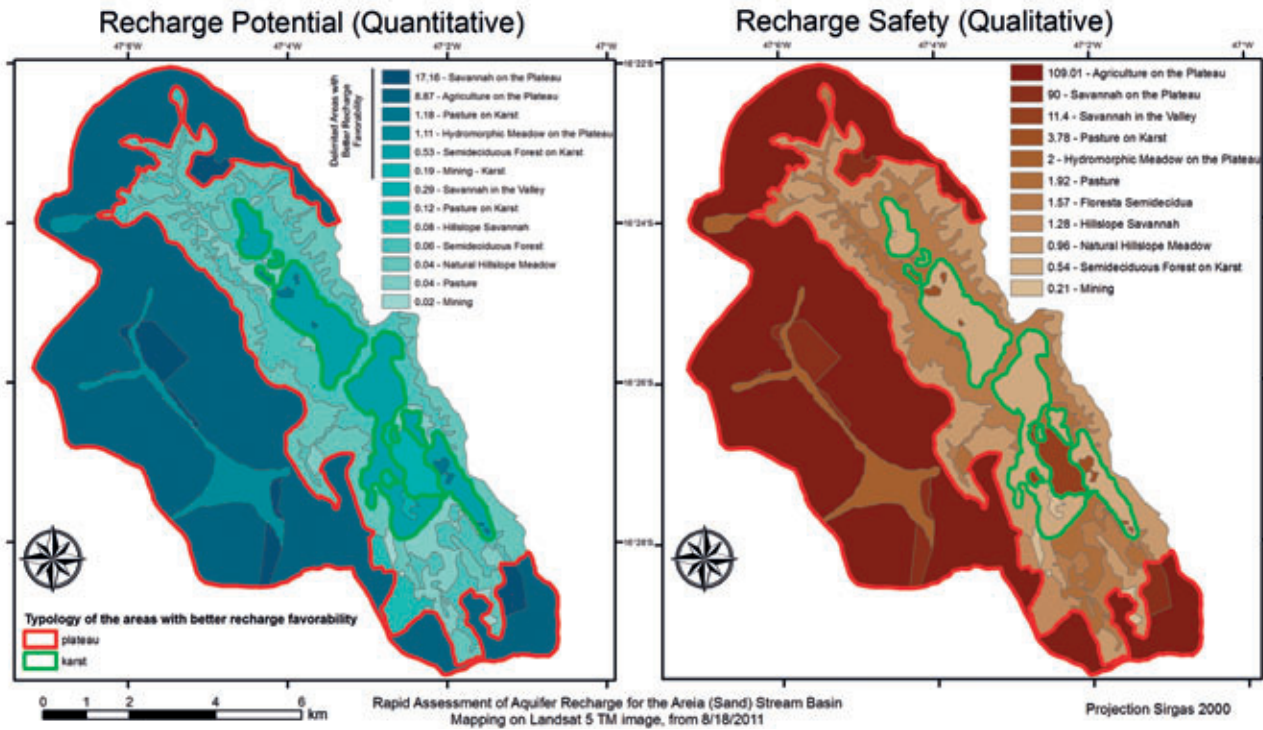 Recharge Potential (Quantitative)
47°6'W
47°4'W
47°2'W
47°0'W
Delimited Areas with
Better Recharge
Favorability
17,16 - Savannah on the Plateau
8.87 - Agriculture on the Plateau
1.18 - Pasture on Karst
1.11 - Hydromorphic Meadow on the Plateau
0.53 - Semideciduous Forest on Karst
0.19 - Mining - Karst
0.29 - Savannah in the Valley
0.12 - Pasture on Karst
0.08 - Hillslope Savannah
0.06 - Semideciduous Forest
0.04 - Natural Hillslope Meadow
0.04 - Pasture
0.02 - Mining
Typology of the areas with better recharge favorability
plateau
karst
0 1 2 4 6
km
Recharge Safety (Qualitative)
47°6'W
47°4'W
47°2'W
47°W
16°22'S
16°24'S
16°26'S
16°28'S
109.01 - Agriculture on the Plateau
90 - Savannah on the Plateau
11.4 - Savannah in the Valley
3.78 - Pasture on Karst
2 - Hydromorphic Meadow on the Plateau
1.92 - Pasture
1.57 - Floresta Semidecidua
1.28 - Hillslope Savannah
0.96 - Natural Hillslope Meadow
0.54 - Semideciduous Forest on Karst
0.21 - Mining
Rapid Assessment of Aquifer Recharge for the Areia (Sand) Stream Basin
Mapping on Landsat 5 TM image, from 8/18/2011
Projection Sirgas 2000